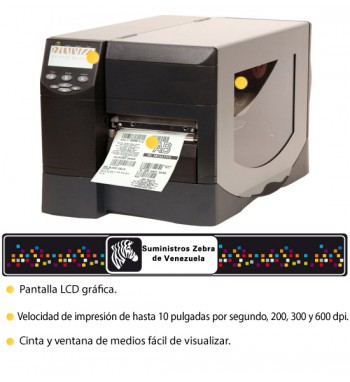 AB
Suministros Zebra
de Venezuela
Pantalla LCD gráfica.
Velocidad de impresión de hasta 10 pulgadas por segundo, 200, 300 y 600 dpi.
Cinta y ventana de medios fácil de visualizar.